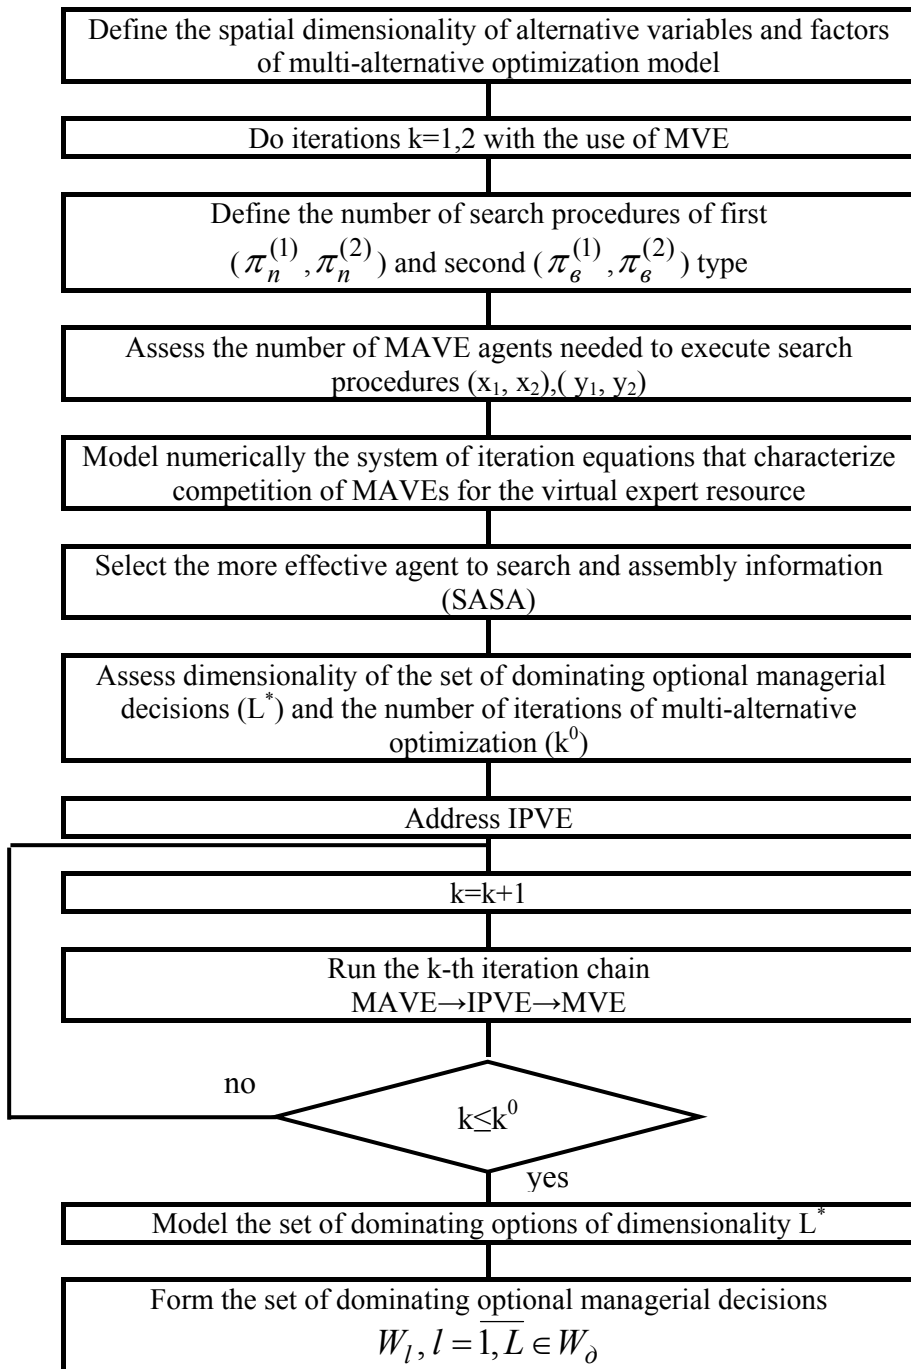 Define the spatial dimensionality of alternative variables and factors
of multi-alternative optimization model
Do iterations k=1,2 with the use of MVE
Define the number of search procedures of first
(π_n^(1), π_n^(2)) and second (π_в^(1), π_в^(2)) type
Assess the number of MAVE agents needed to execute search
procedures (x₁, x₂),( y₁, y₂)
Model numerically the system of iteration equations that characterize
competition of MAVEs for the virtual expert resource
Select the more effective agent to search and assembly information
(SASA)
Assess dimensionality of the set of dominating optional managerial
decisions (L*) and the number of iterations of multi-alternative
optimization (k⁰)
Address IPVE
k=k+1
Run the k-th iteration chain
MAVE→IPVE→MVE
no
k≤k⁰
yes
Model the set of dominating options of dimensionality L*
Form the set of dominating optional managerial decisions
W_l, l = \overline{1, L} ∈ W_∂